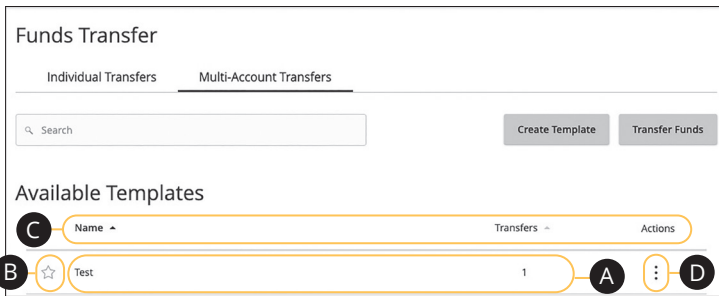 Funds Transfer
Individual Transfers Multi-Account Transfers
Search Create Template Transfer Funds
Available Templates
C Name Transfers Actions
B Test 1 A D